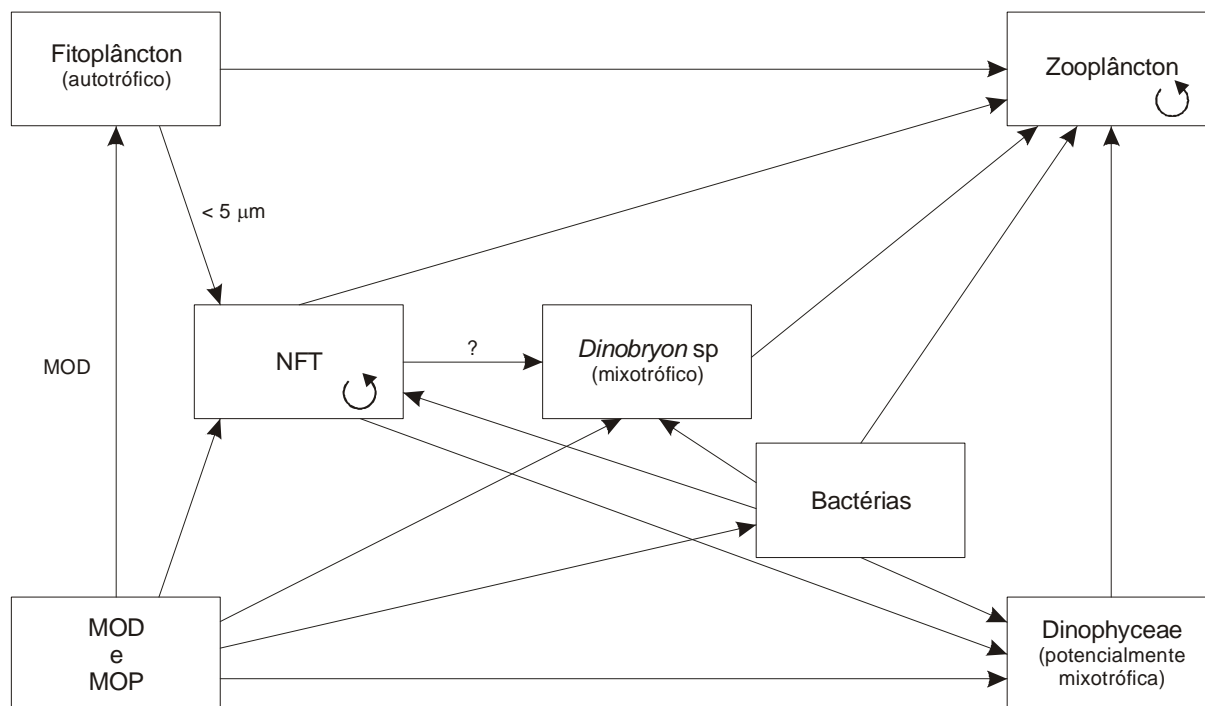 Fitoplâncton
(autotrófico)
Zooplâncton
< 5 μm
MOD
NFT
?
Dinobryon sp
(mixotrófico)
Bactérias
MOD
e
MOP
Dinophyceae
(potencialmente
mixotrófica)